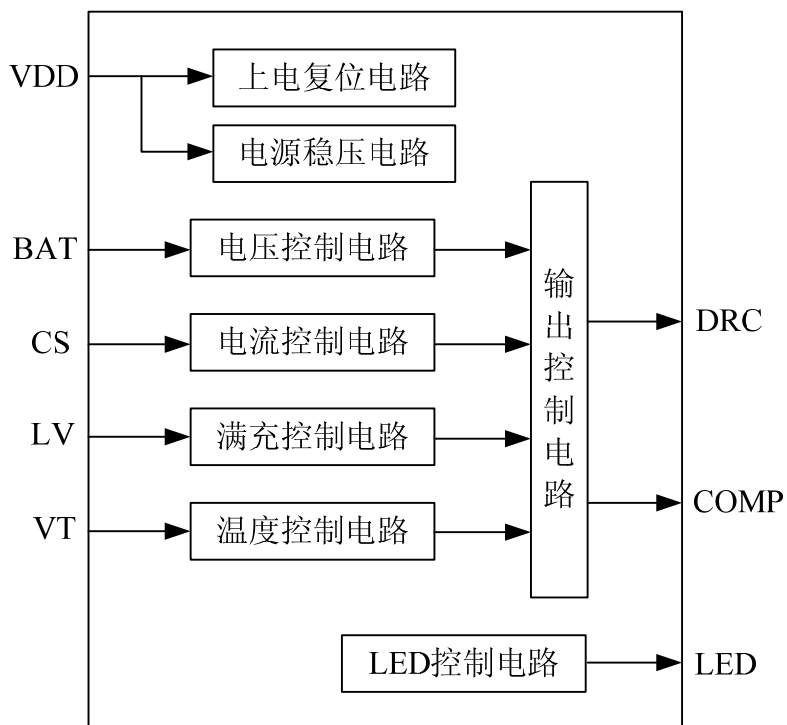 VDD
上电复位电路
电源稳压电路
BAT
电压控制电路
CS
电流控制电路
LV
满充控制电路
VT
温度控制电路
输出控制电路
DRC
COMP
LED控制电路
LED